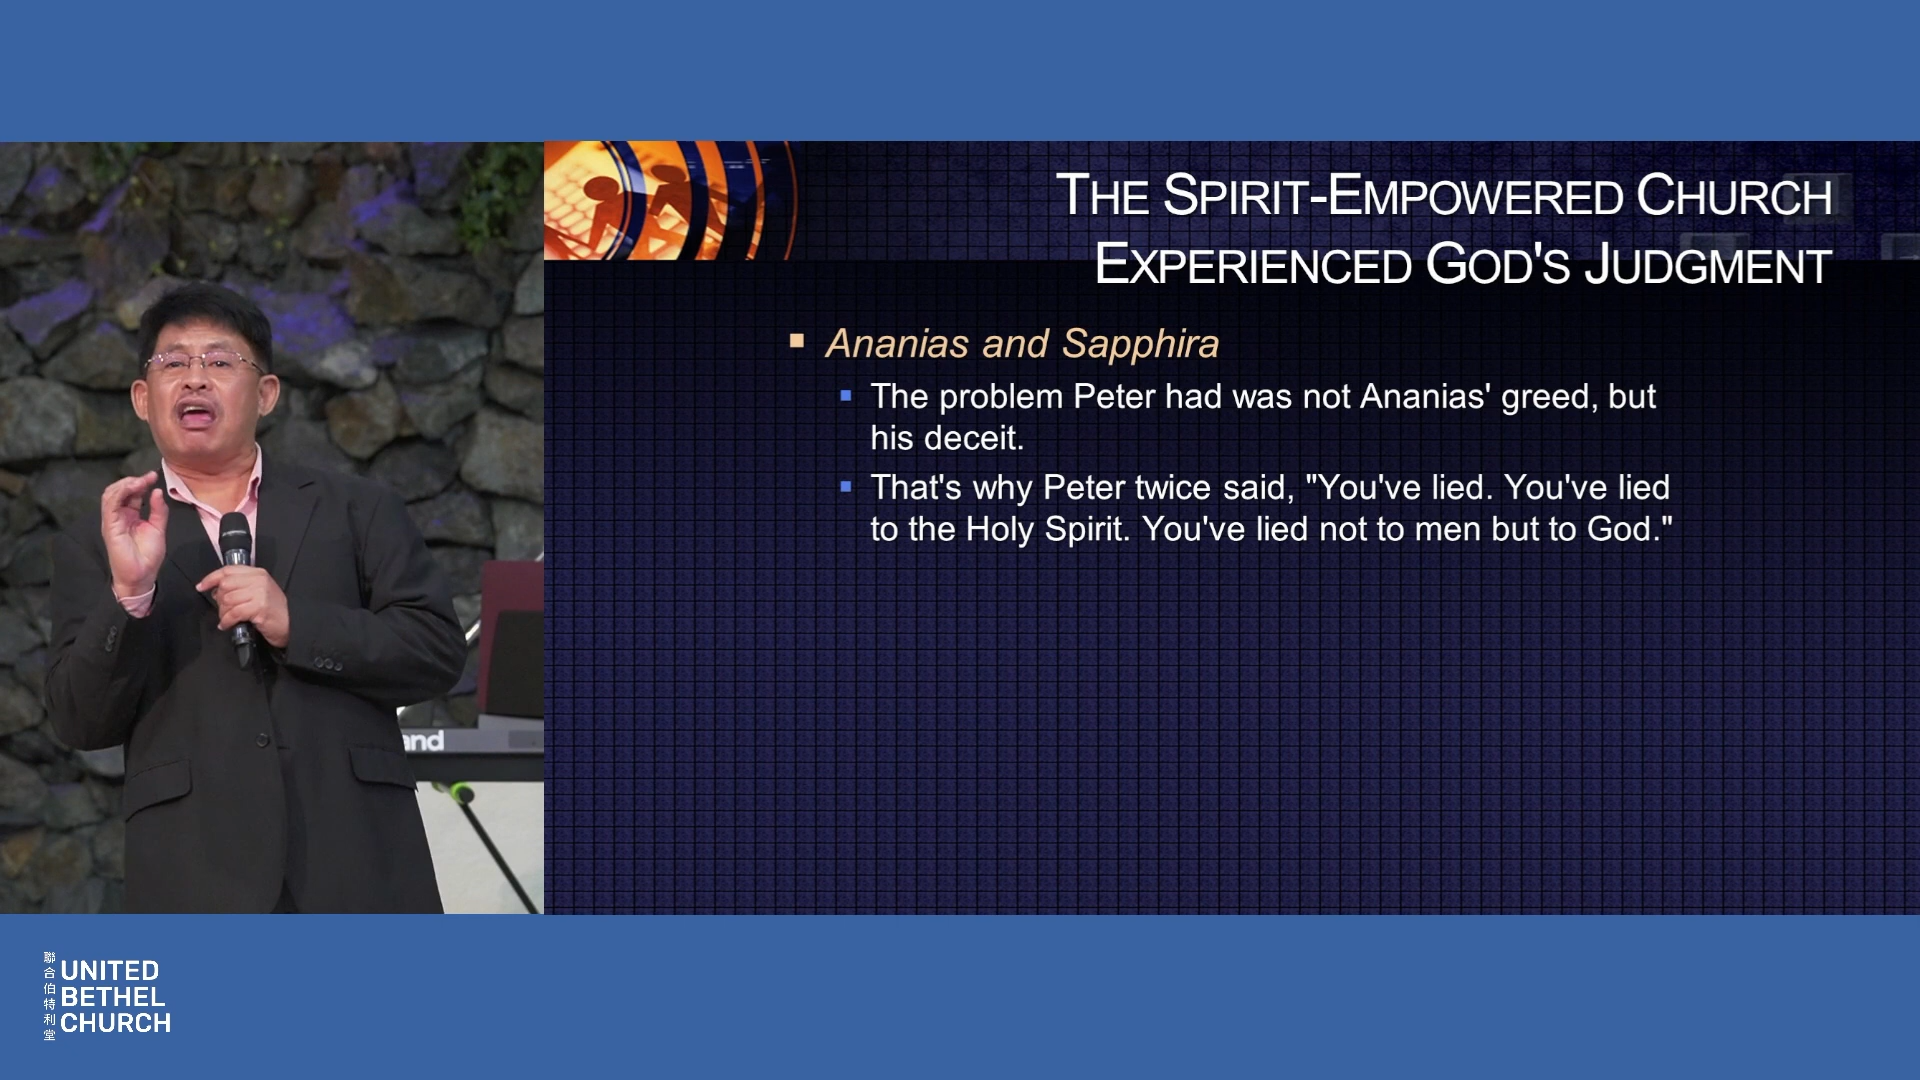 THE SPIRIT-EMPOWERED CHURCH
EXPERIENCED GOD'S JUDGMENT
Ananias and Sapphira
The problem Peter had was not Ananias' greed, but
his deceit.
That's why Peter twice said, "You've lied. You've lied
to the Holy Spirit. You've lied not to men but to God."
and
聯合伯特利堂
UNITED
BETHEL
CHURCH